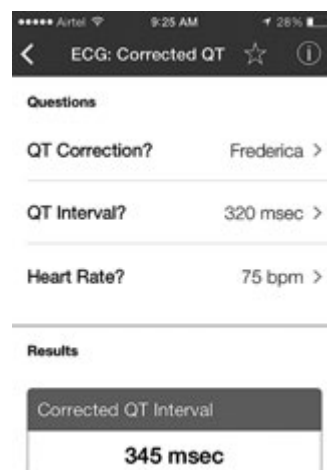 Airtel 9:25 AM 28%
ECG: Corrected QT
Questions
QT Correction? Frederica
QT Interval? 320 msec
Heart Rate? 75 bpm
Results
Corrected QT Interval
345 msec